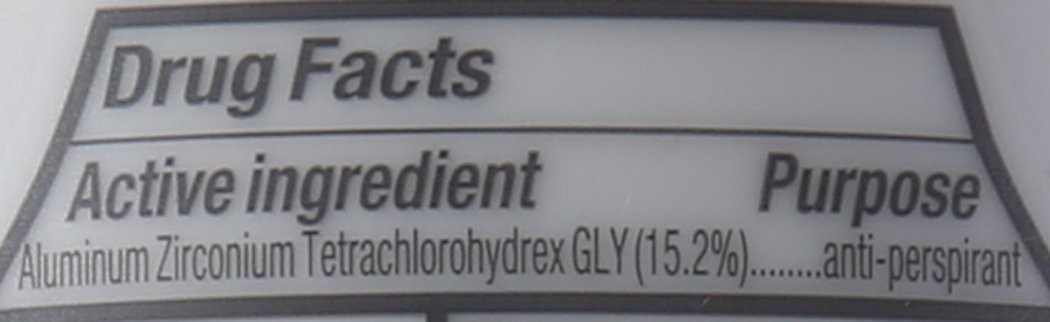 Drug Facts
Active ingredient Purpose
Aluminum Zirconium Tetrachlorohydrex GLY (15.2%)........anti-perspirant